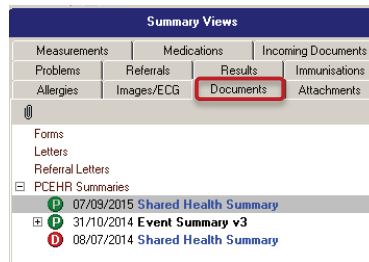 Summary Views
Measurements Medications Incoming Documents
Problems Referrals Results Immunisations
Allergies Images/ECG Documents Attachments
Forms
Letters
Referral Letters
PCEHR Summaries
P 07/09/2015 Shared Health Summary
P 31/10/2014 Event Summary v3
D 08/07/2014 Shared Health Summary